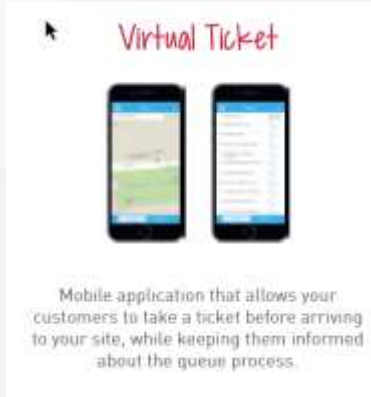 Virtual Ticket
Mobile application that allows your
customers to take a ticket before arriving
to your site, while keeping them informed
about the queue process.